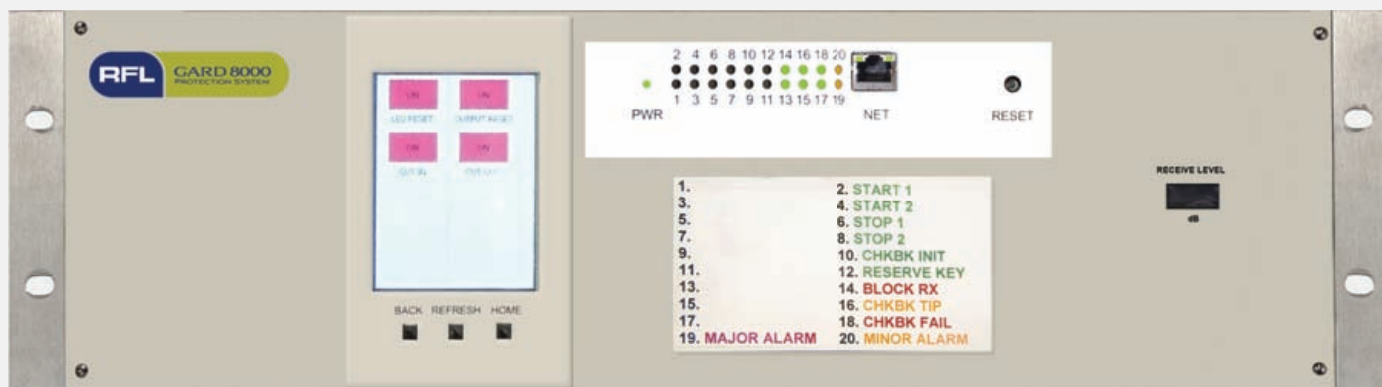 RFL GARD 8000
PROTECTION SYSTEM
LED RESET OUTPUT RESET
CUT IN CUT OUT
BACK REFRESH HOME
2 4 6 8 10 12 14 16 18 20
1 3 5 7 9 11 13 15 17 19
PWR
NET
RESET
1. 2. START 1
3. 4. START 2
5. 6. STOP 1
7. 8. STOP 2
9. 10. CHKBK INIT
11. 12. RESERVE KEY
13. 14. BLOCK RX
15. 16. CHKBK TIP
17. 18. CHKBK FAIL
19. MAJOR ALARM 20. MINOR ALARM
RECEIVE LEVEL
dB